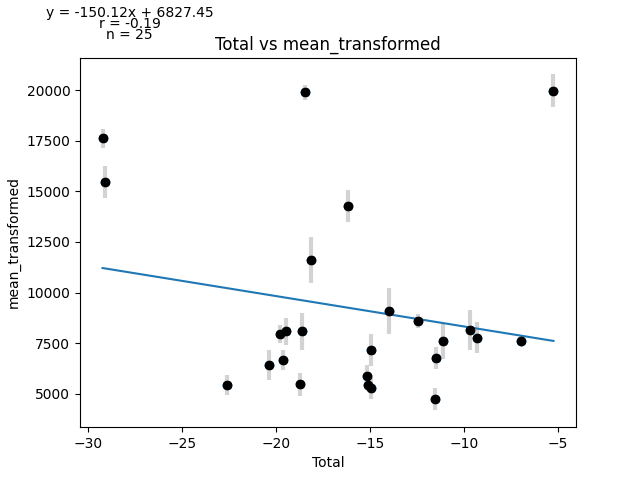 y = -150.12x + 6827.45
r = -0.19
n = 25
Total vs mean_transformed
20000
17500
15000
12500
10000
7500
5000
mean_transformed
−30 −25 −20 −15 −10 −5
Total